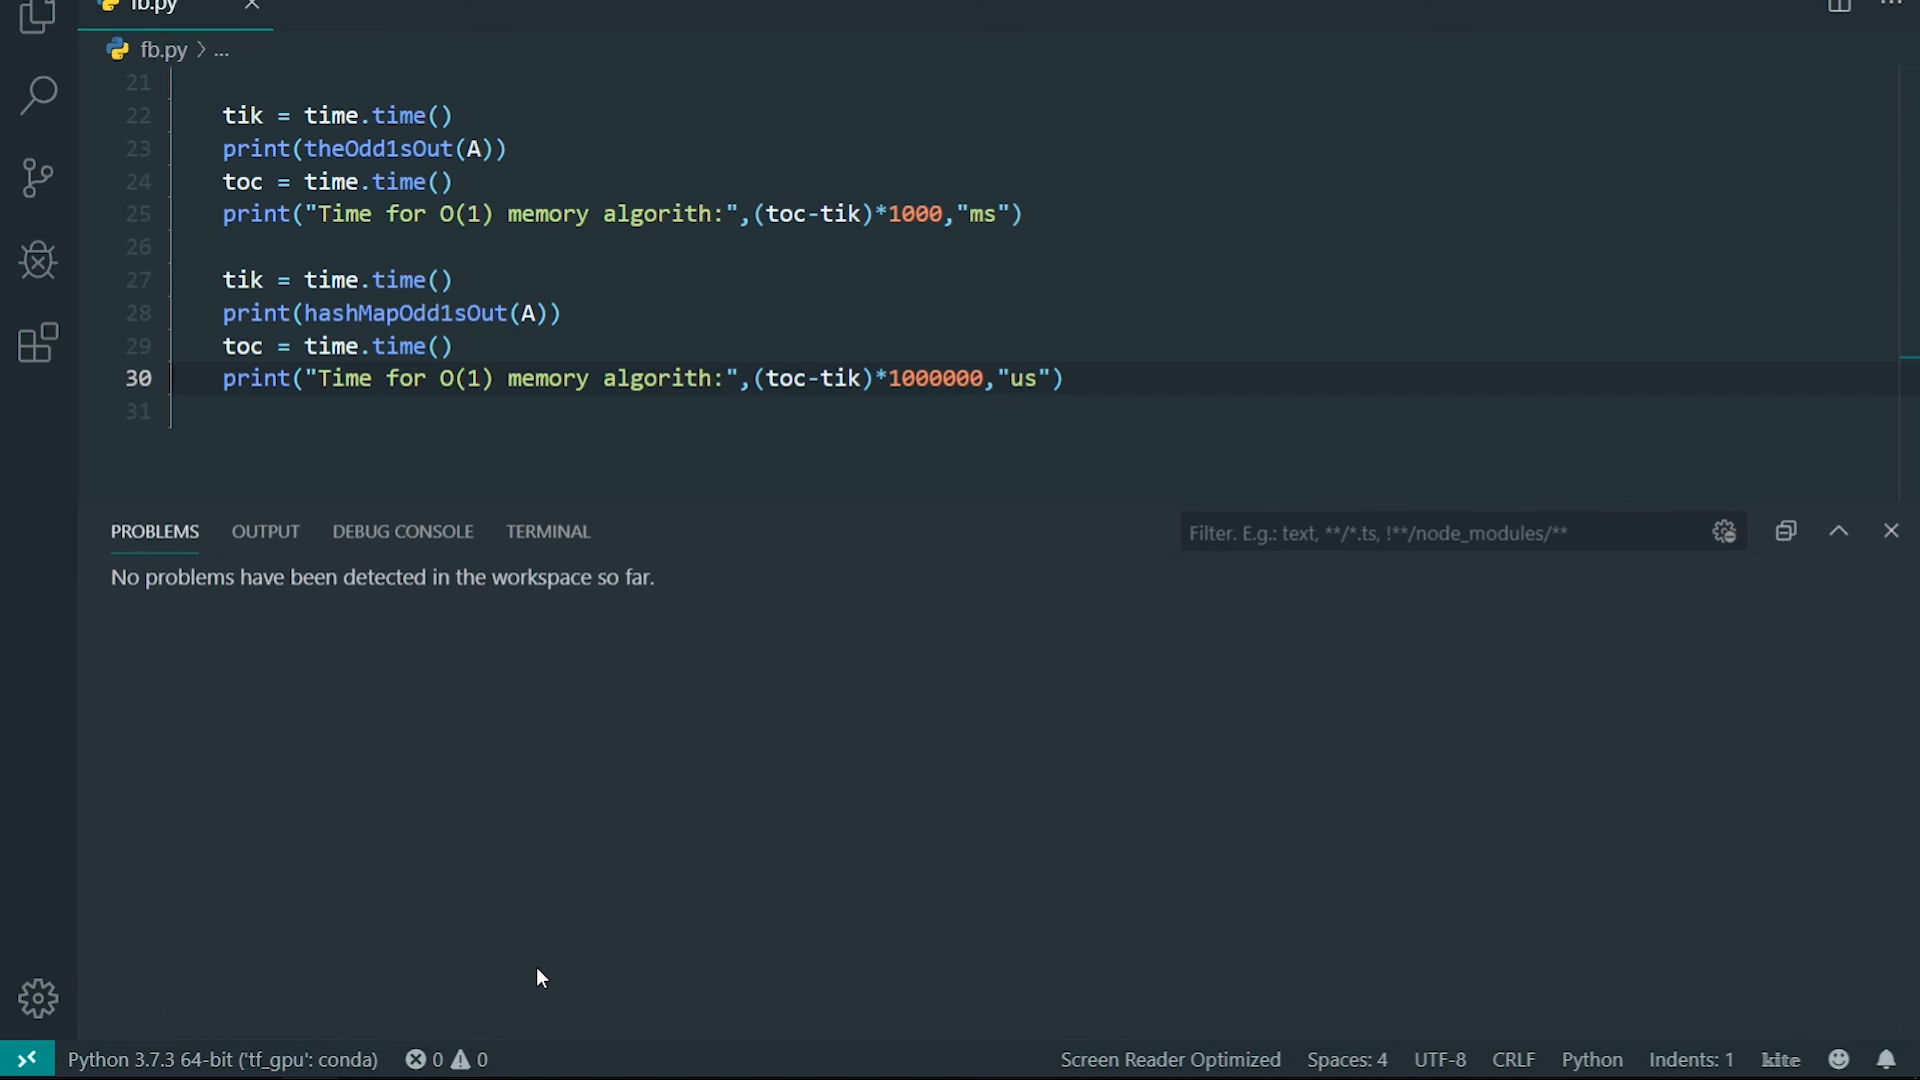 fb.py
fb.py > ...
21
22 tik = time.time()
23 print(theOdd1sOut(A))
24 toc = time.time()
25 print("Time for O(1) memory algorith:",(toc-tik)*1000,"ms")
26
27 tik = time.time()
28 print(hashMapOdd1sOut(A))
29 toc = time.time()
30 print("Time for O(1) memory algorith:",(toc-tik)*1000000,"us")
31
PROBLEMS OUTPUT DEBUG CONSOLE TERMINAL Filter. E.g.: text, **/*.ts, !**/node_modules/**
No problems have been detected in the workspace so far.
Python 3.7.3 64-bit ('tf_gpu': conda) 0 0 Screen Reader Optimized Spaces: 4 UTF-8 CRLF Python Indents: 1 kite